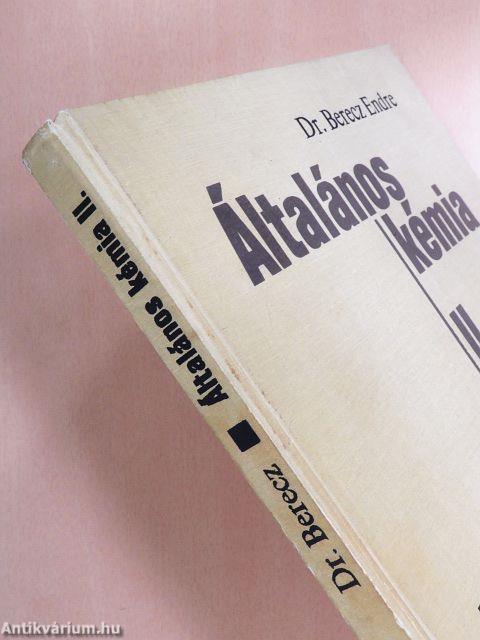 Dr. Berecz Endre
Általános
kémia
II.
Dr. Berecz ■ Általános kémia II.
Antikvárium.hu